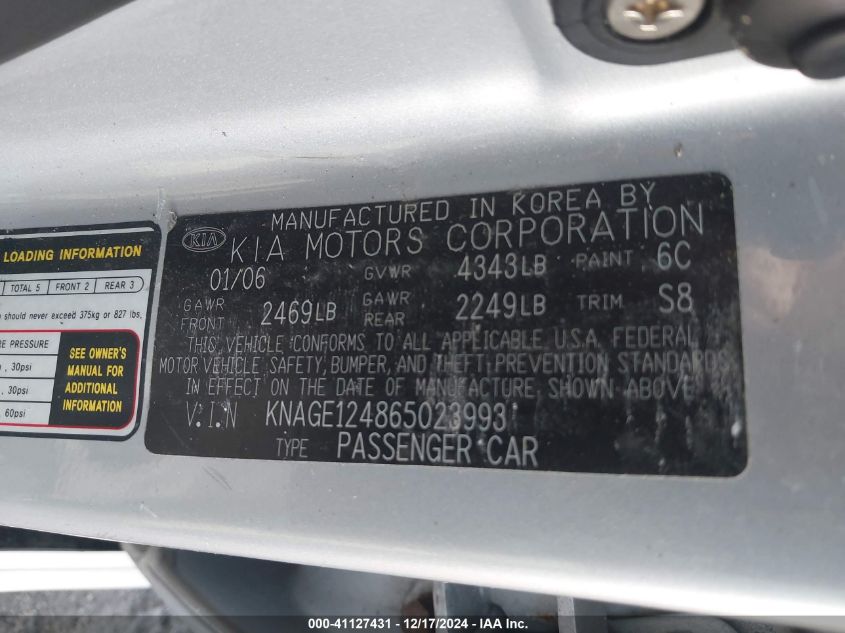 LOADING INFORMATION
TOTAL 5 FRONT 2 REAR 3
should never exceed 375kg or 827 lbs.
PRESSURE
, 30psi
, 30psi
, 60psi
SEE OWNER'S
MANUAL FOR
ADDITIONAL
INFORMATION
MANUFACTURED IN KOREA BY
KIA KIA MOTORS CORPORATION
01/06 GVWR 4343LB PAINT 6C
GAWR FRONT 2469LB GAWR REAR 2249LB TRIM S8
THIS VEHICLE CONFORMS TO ALL APPLICABLE U.S.A. FEDERAL
MOTOR VEHICLE SAFETY, BUMPER, AND THEFT PREVENTION STANDARDS
IN EFFECT ON THE DATE OF MANUFACTURE SHOWN ABOVE
V.I.N KNAGE124865023993
TYPE PASSENGER CAR
000-41127431 - 12/17/2024 - IAA Inc.